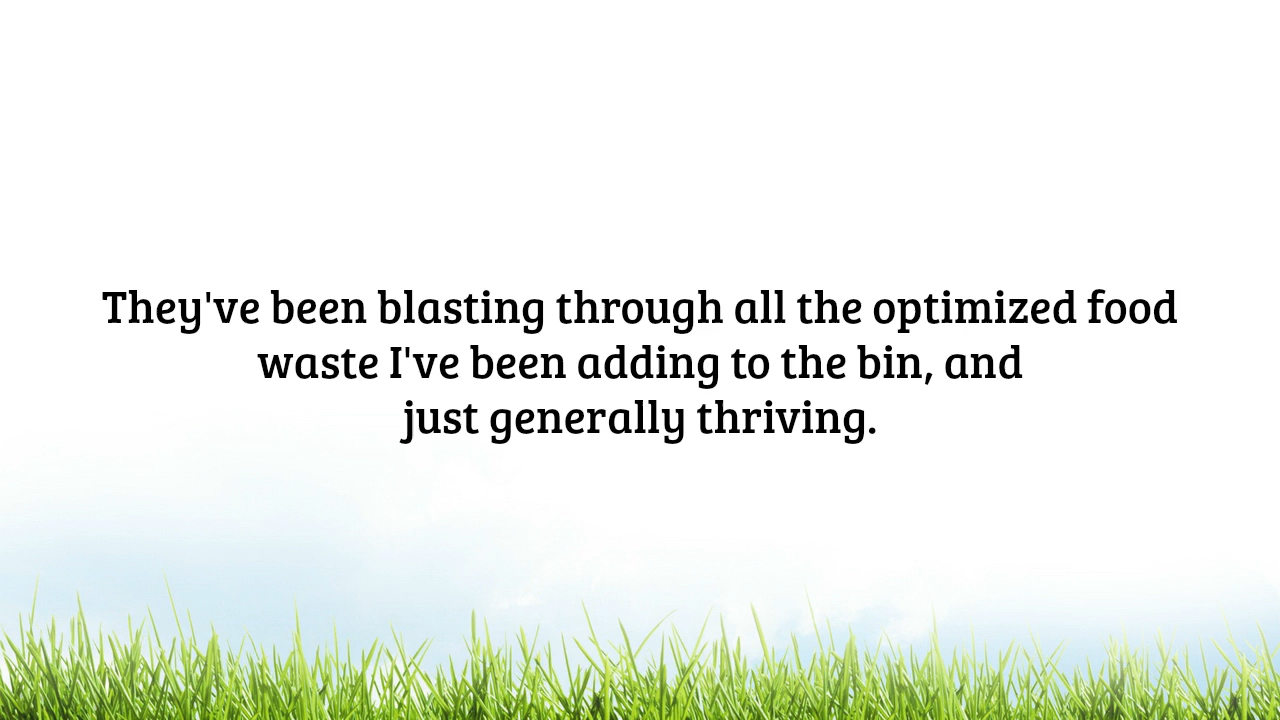 They've been blasting through all the optimized food
waste I've been adding to the bin, and
just generally thriving.